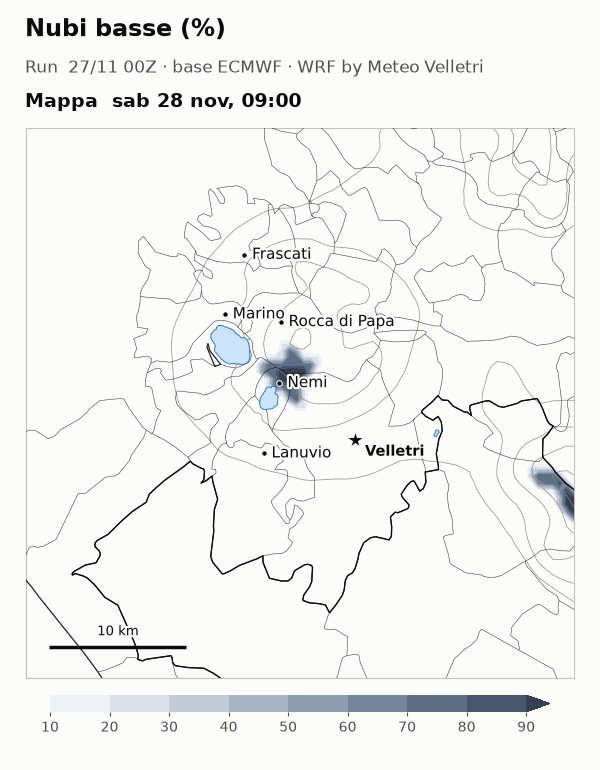 Nubi basse (%)
Run  27/11 00Z · base ECMWF · WRF by Meteo Velletri
Mappa  sab 28 nov, 09:00
Frascati
Marino
Rocca di Papa
Nemi
Velletri
Lanuvio
10 km
10 20 30 40 50 60 70 80 90